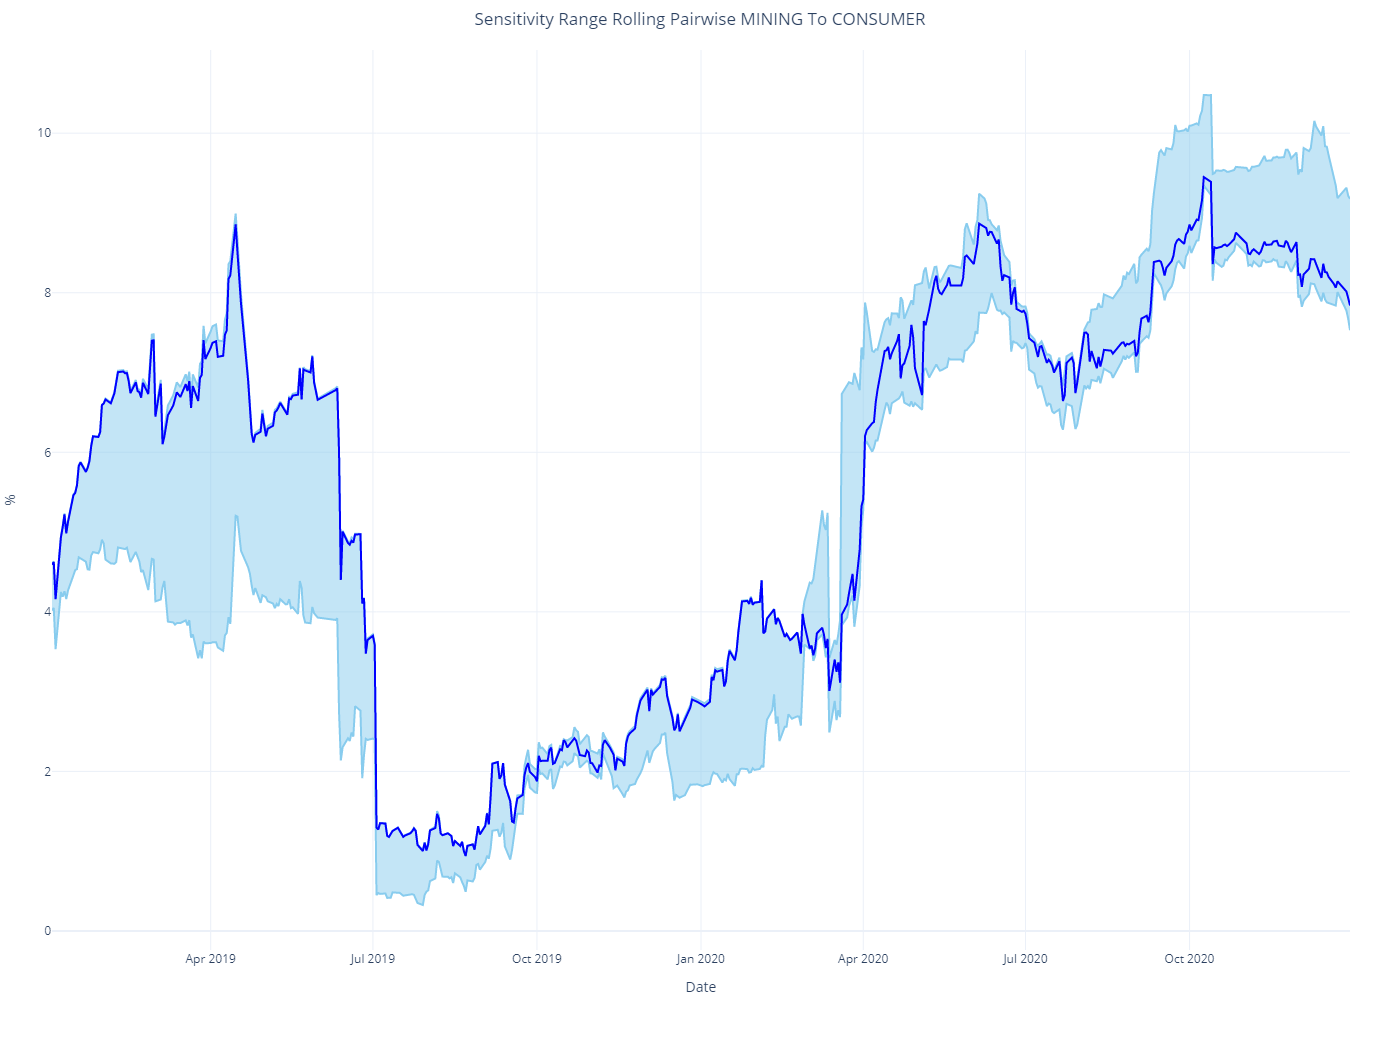 Sensitivity Range Rolling Pairwise MINING To CONSUMER
10
8
6
4
2
0
%
Apr 2019
Jul 2019
Oct 2019
Jan 2020
Apr 2020
Jul 2020
Oct 2020
Date